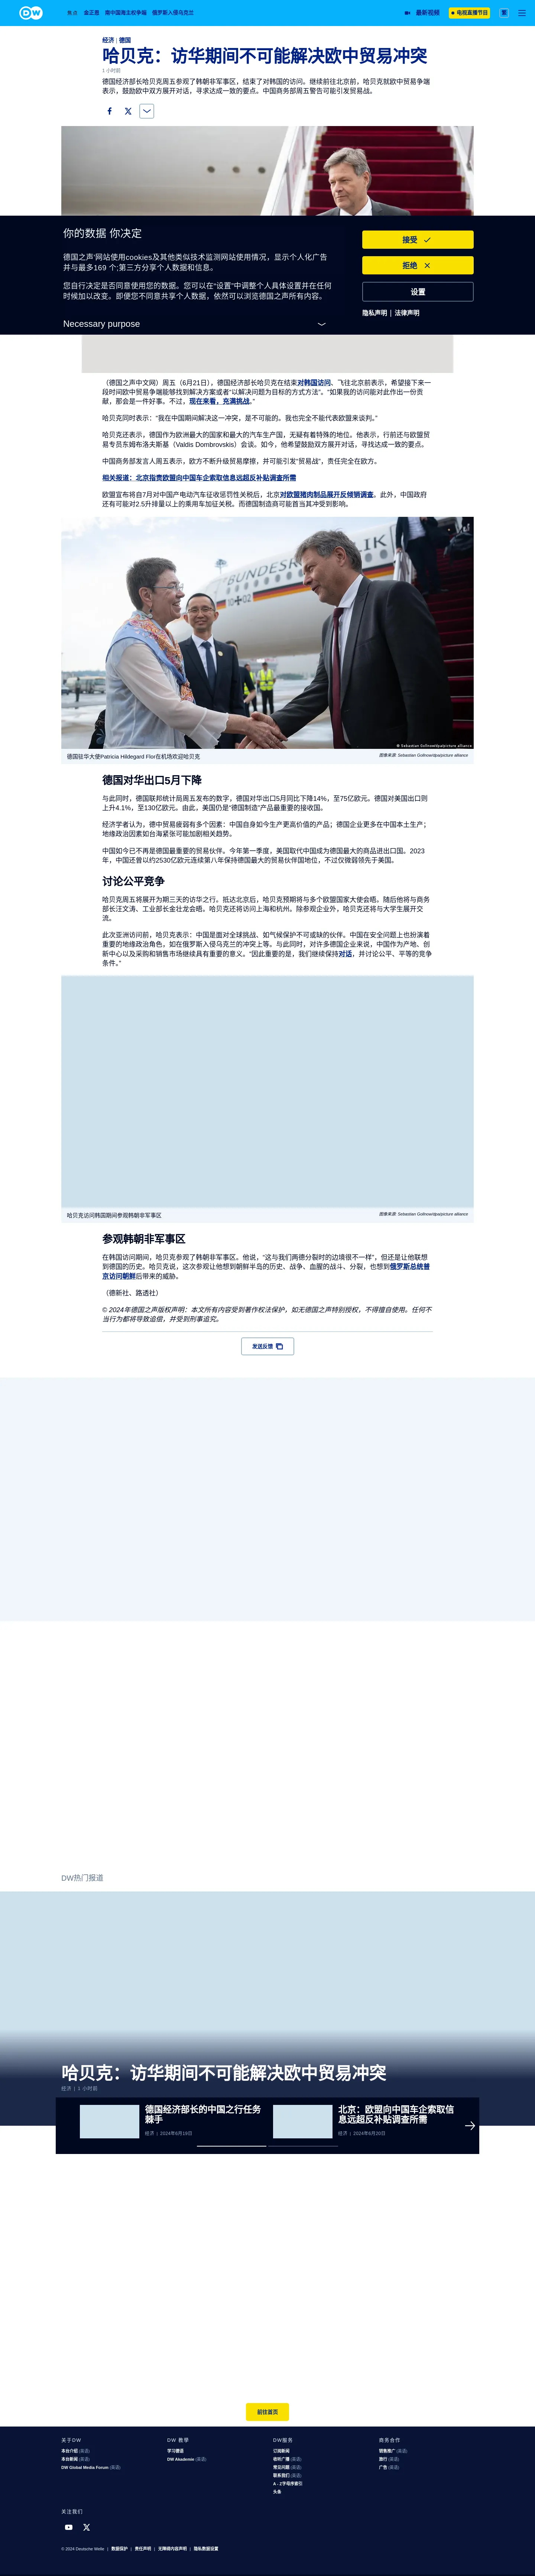 DW
焦点 金正恩 南中国海主权争端 俄罗斯入侵乌克兰
最新视频
电视直播节目
繁
经济 | 德国
哈贝克：访华期间不可能解决欧中贸易冲突
1 小时前
德国经济部长哈贝克周五参观了韩朝非军事区，结束了对韩国的访问。继续前往北京前，哈贝克就欧中贸易争端
表示，鼓励欧中双方展开对话，寻求达成一致的要点。中国商务部周五警告可能引发贸易战。
你的数据 你决定
德国之声'网站使用cookies及其他类似技术监测网站使用情况，显示个人化广告
并与最多169 个;第三方分享个人数据和信息。
您自行决定是否同意使用您的数据。您可以在"设置"中调整个人具体设置并在任何
时候加以改变。即便您不同意共享个人数据，依然可以浏览德国之声所有内容。
Necessary purpose
接受
拒绝
设置
隐私声明 | 法律声明
（德国之声中文网）周五（6月21日），德国经济部长哈贝克在结束对韩国访问、飞往北京前表示，希望接下来一
段时间欧中贸易争端能够找到解决方案或者"以解决问题为目标的方式方法"。"如果我的访问能对此作出一份贡
献，那会是一件好事。不过，现在来看，充满挑战。"
哈贝克同时表示："我在中国期间解决这一冲突，是不可能的。我也完全不能代表欧盟来谈判。"
哈贝克还表示，德国作为欧洲最大的国家和最大的汽车生产国，无疑有着特殊的地位。他表示，行前还与欧盟贸
易专员东姆布洛夫斯基（Valdis Dombrovskis）会谈。如今，他希望鼓励双方展开对话，寻求达成一致的要点。
中国商务部发言人周五表示，欧方不断升级贸易摩擦，并可能引发"贸易战"，责任完全在欧方。
相关报道：北京指责欧盟向中国车企索取信息远超反补贴调查所需
欧盟宣布将自7月对中国产电动汽车征收惩罚性关税后，北京对欧盟猪肉制品展开反倾销调查。此外，中国政府
还有可能对2.5升排量以上的乘用车加征关税。而德国制造商可能首当其冲受到影响。
BUNDESREPUBLIK
10+02
© Sebastian Gollnow/dpa/picture alliance
德国驻华大使Patricia Hildegard Flor在机场欢迎哈贝克
图像来源: Sebastian Gollnow/dpa/picture alliance
德国对华出口5月下降
与此同时，德国联邦统计局周五发布的数字，德国对华出口5月同比下降14%，至75亿欧元。德国对美国出口则
上升4.1%，至130亿欧元。由此，美国仍是"德国制造"产品最重要的接收国。
经济学者认为，德中贸易疲弱有多个因素：中国自身如今生产更高价值的产品；德国企业更多在中国本土生产；
地缘政治因素如台海紧张可能加剧相关趋势。
中国如今已不再是德国最重要的贸易伙伴。今年第一季度，美国取代中国成为德国最大的商品进出口国。2023
年，中国还曾以约2530亿欧元连续第八年保持德国最大的贸易伙伴国地位，不过仅微弱领先于美国。
讨论公平竞争
哈贝克周五将展开为期三天的访华之行。抵达北京后，哈贝克预期将与多个欧盟国家大使会晤。随后他将与商务
部长汪文涛、工业部长金壮龙会晤。哈贝克还将访问上海和杭州。除参观企业外，哈贝克还将与大学生展开交
流。
此次亚洲访问前，哈贝克表示：中国是面对全球挑战、如气候保护不可或缺的伙伴。中国在安全问题上也扮演着
重要的地缘政治角色，如在俄罗斯入侵乌克兰的冲突上等。与此同时，对许多德国企业来说，中国作为产地、创
新中心以及采购和销售市场继续具有重要的意义。"因此重要的是，我们继续保持对话，并讨论公平、平等的竞争
条件。"
哈贝克访问韩国期间参观韩朝非军事区
图像来源: Sebastian Gollnow/dpa/picture alliance
参观韩朝非军事区
在韩国访问期间，哈贝克参观了韩朝非军事区。他说，"这与我们两德分裂时的边境很不一样"，但还是让他联想
到德国的历史。哈贝克说，这次参观让他想到朝鲜半岛的历史、战争、血腥的战斗、分裂，也想到俄罗斯总统普
京访问朝鲜后带来的威胁。
（德新社、路透社）
© 2024年德国之声版权声明：本文所有内容受到著作权法保护，如无德国之声特别授权，不得擅自使用。任何不
当行为都将导致追偿，并受到刑事追究。
发送反馈
DW热门报道
哈贝克：访华期间不可能解决欧中贸易冲突
经济 | 1 小时前
德国经济部长的中国之行任务
棘手
经济 | 2024年6月19日
北京：欧盟向中国车企索取信
息远超反补贴调查所需
经济 | 2024年6月20日
前往首页
关于DW
本台介绍 (英语)
本台新闻 (英语)
DW Global Media Forum (英语)
DW 教学
学习德语
DW Akademie (英语)
DW服务
订阅新闻
收听广播 (英语)
常见问题 (英语)
联系我们 (英语)
A - Z字母序索引
头条
商务合作
销售推广 (英语)
旅行 (英语)
广告 (英语)
关注我们
© 2024 Deutsche Welle | 数据保护 | 责任声明 | 无障碍内容声明 | 隐私数据设置